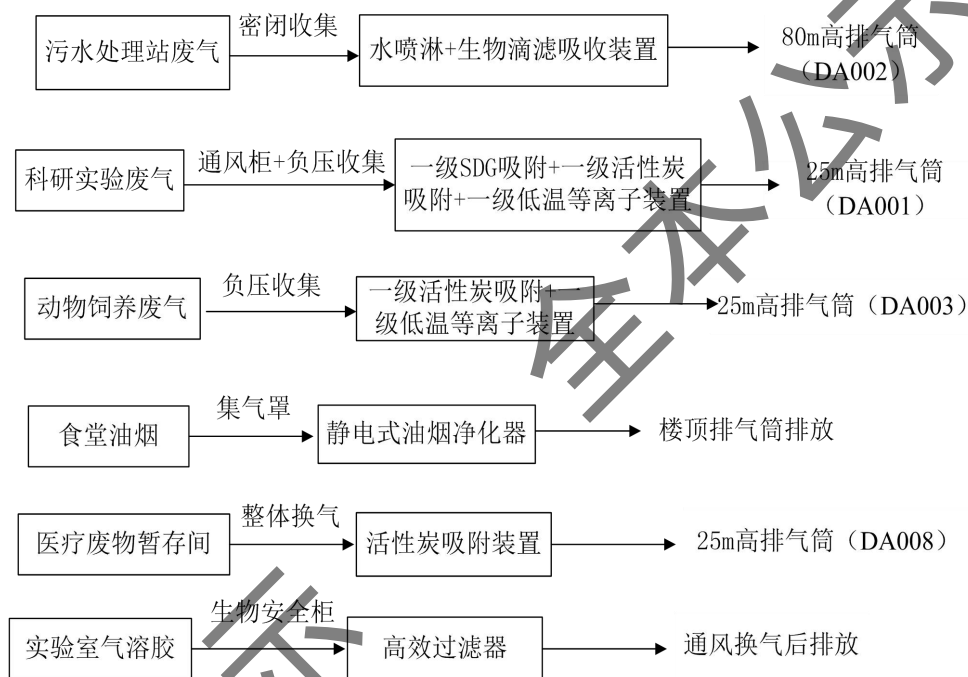 污水处理站废气
密闭收集
水喷淋+生物滴滤吸收装置
80m高排气筒
（DA002）
科研实验废气
通风柜+负压收集
一级SDG吸附+一级活性炭
吸附+一级低温等离子装置
25m高排气筒
（DA001）
动物饲养废气
负压收集
一级活性炭吸附+一
级低温等离子装置
25m高排气筒（DA003）
食堂油烟
集气罩
静电式油烟净化器
楼顶排气筒排放
医疗废物暂存间
整体换气
活性炭吸附装置
25m高排气筒（DA008）
实验室气溶胶
生物安全柜
高效过滤器
通风换气后排放
全本公示
示